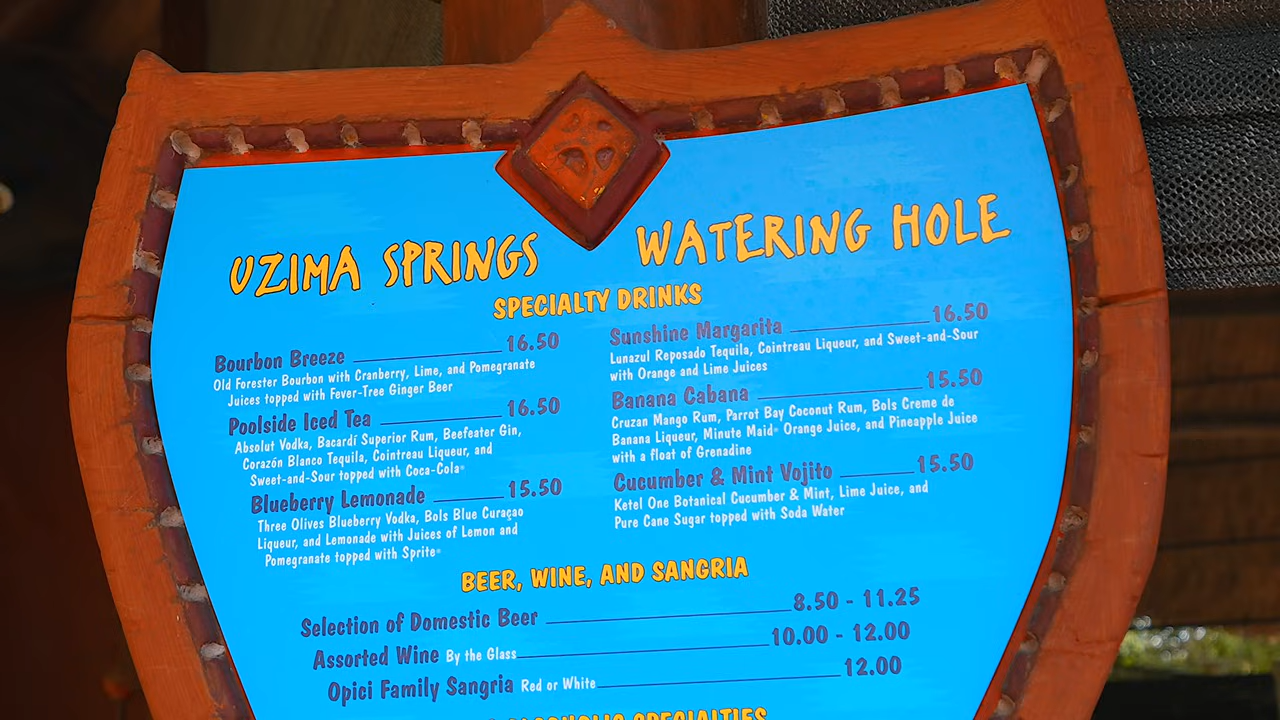 UZIMA SPRINGS WATERING HOLE
SPECIALTY DRINKS
Bourbon Breeze 16.50
Old Forester Bourbon with Cranberry, Lime, and Pomegranate
Juices topped with Fever-Tree Ginger Beer
Poolside Iced Tea 16.50
Absolut Vodka, Bacardí Superior Rum, Beefeater Gin,
Corazón Blanco Tequila, Cointreau Liqueur, and
Sweet-and-Sour topped with Coca-Cola®
Blueberry Lemonade 15.50
Three Olives Blueberry Vodka, Bols Blue Curaçao
Liqueur, and Lemonade with Juices of Lemon and
Pomegranate topped with Sprite®
Sunshine Margarita 16.50
Lunazul Reposado Tequila, Cointreau Liqueur, and Sweet-and-Sour
with Orange and Lime Juices
Banana Cabana 15.50
Cruzan Mango Rum, Parrot Bay Coconut Rum, Bols Creme de
Banana Liqueur, Minute Maid® Orange Juice, and Pineapple Juice
with a float of Grenadine
Cucumber & Mint Vojito 15.50
Ketel One Botanical Cucumber & Mint, Lime Juice, and
Pure Cane Sugar topped with Soda Water
BEER, WINE, AND SANGRIA
Selection of Domestic Beer 8.50 - 11.25
Assorted Wine By the Glass 10.00 - 12.00
Opici Family Sangria Red or White 12.00
SPECIALTIES